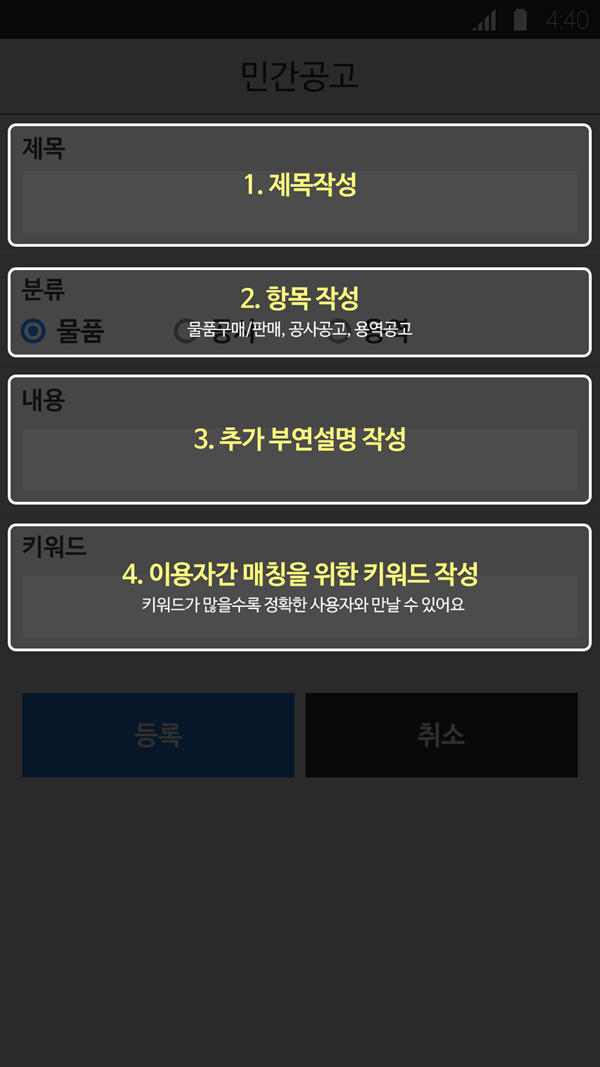 4:40
민간공고
제목
1. 제목작성
분류
2. 항목 작성
물품 공사 용역
물품구매/판매, 공사공고, 용역공고
내용
3. 추가 부연설명 작성
키워드
4. 이용자간 매칭을 위한 키워드 작성
키워드가 많을수록 정확한 사용자와 만날 수 있어요
등록 취소